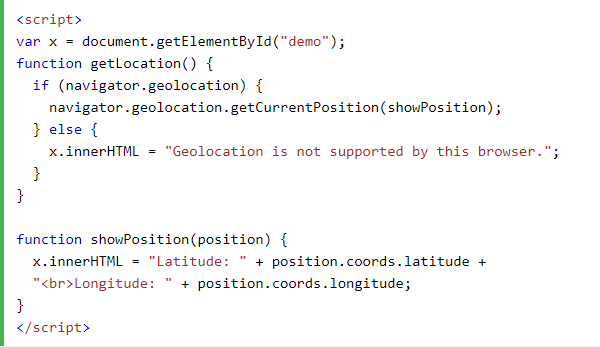 <script>
var x = document.getElementById("demo");
function getLocation() {
  if (navigator.geolocation) {
    navigator.geolocation.getCurrentPosition(showPosition);
  } else {
    x.innerHTML = "Geolocation is not supported by this browser.";
  }
}

function showPosition(position) {
  x.innerHTML = "Latitude: " + position.coords.latitude +
  "<br>Longitude: " + position.coords.longitude;
}
</script>